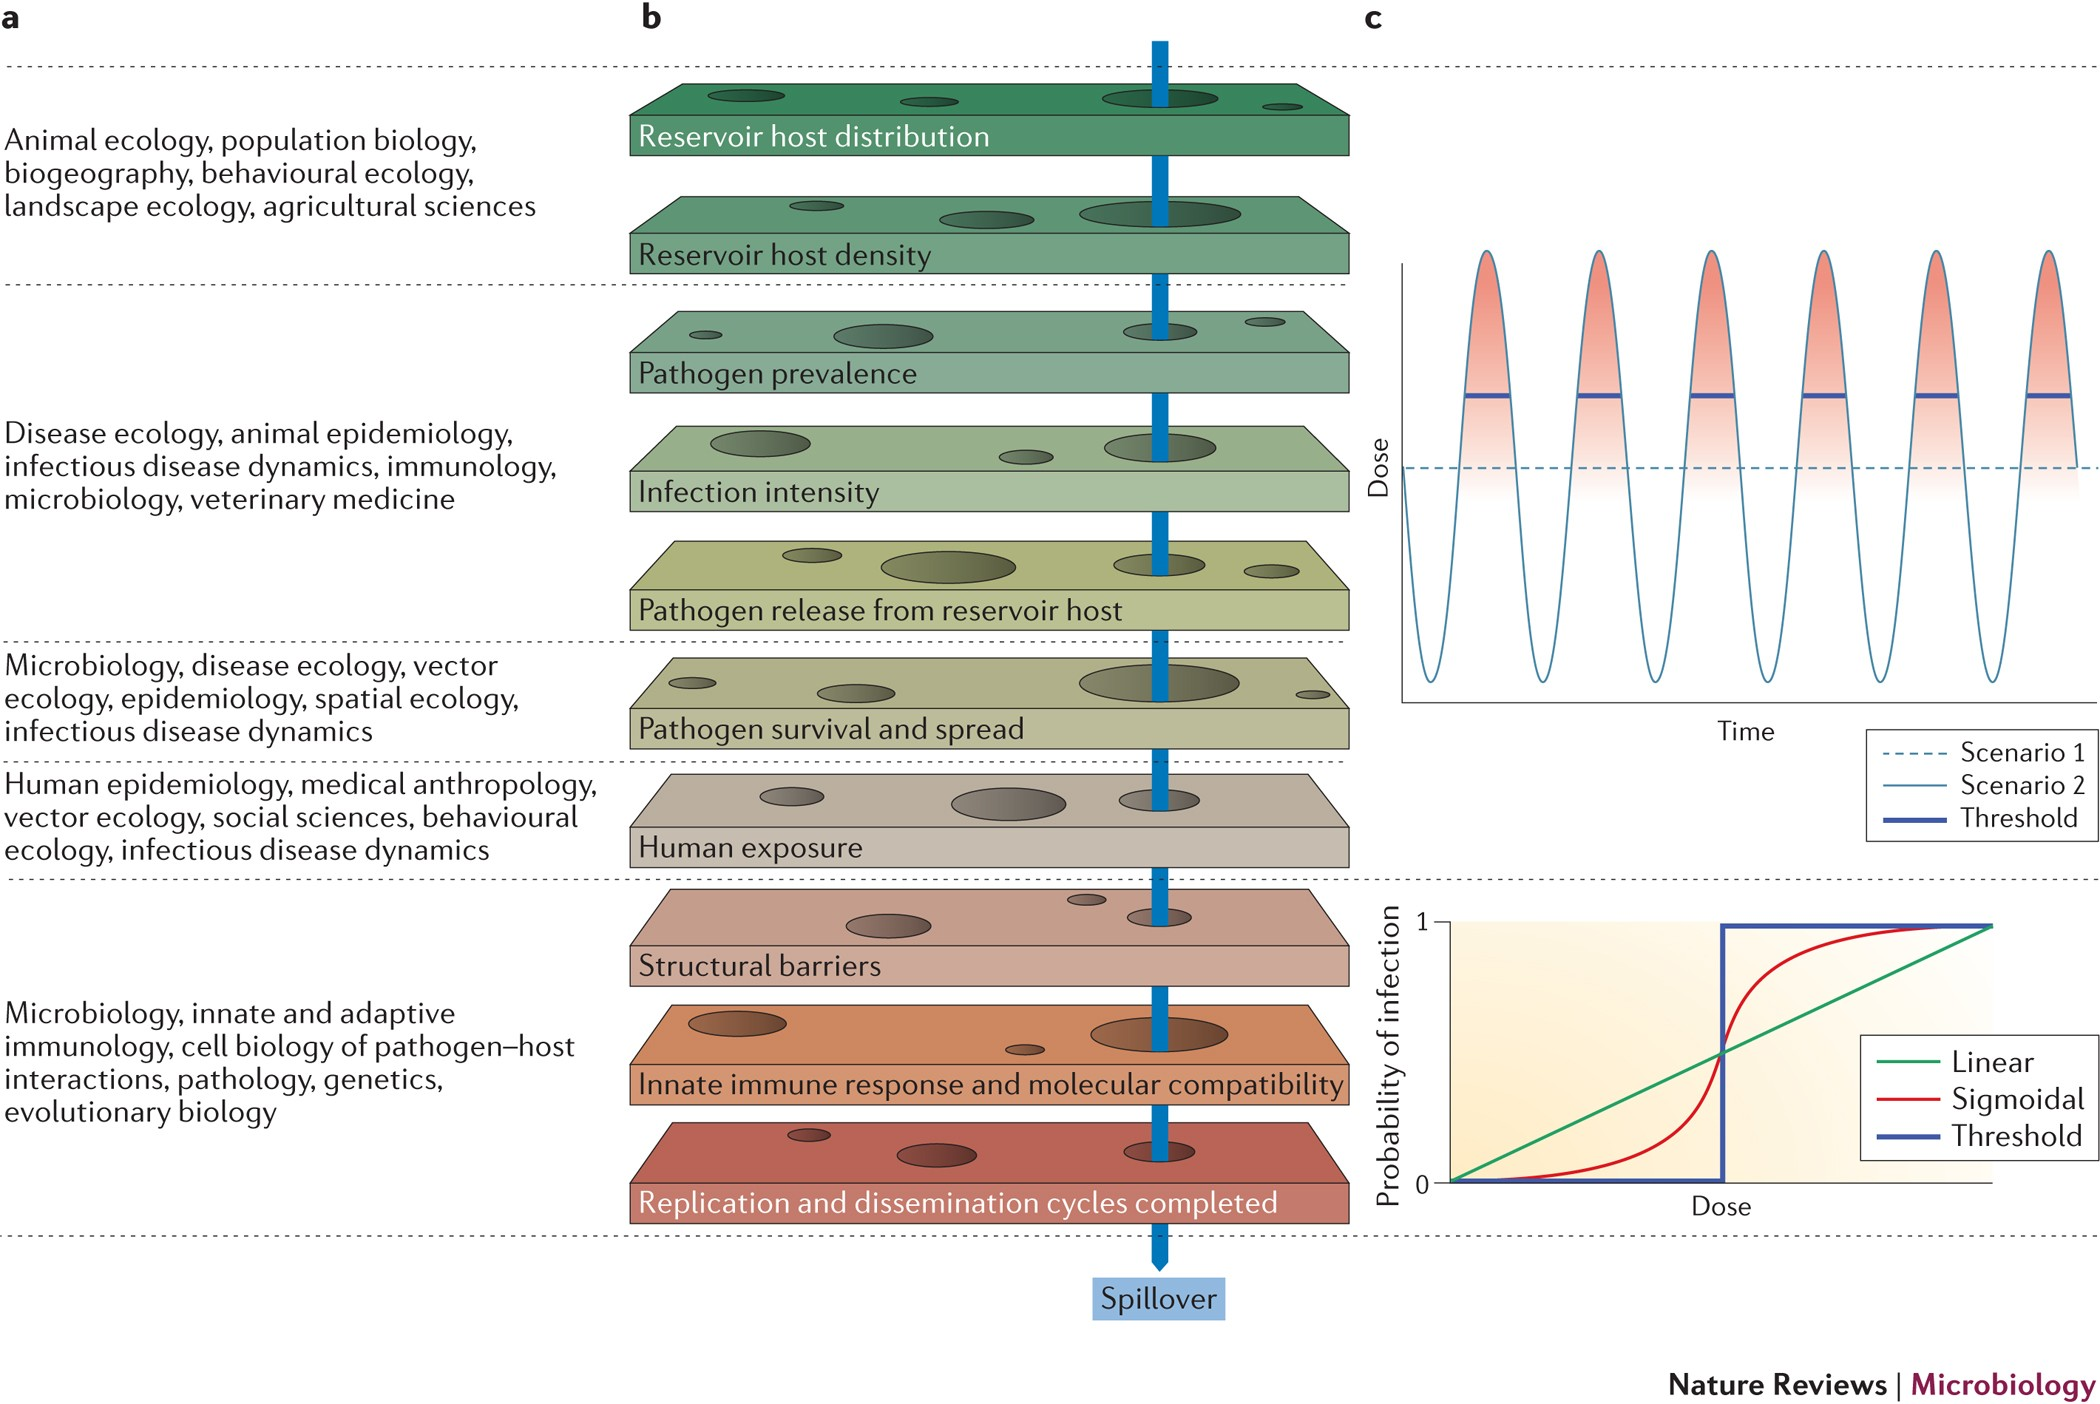 a
b
c
Animal ecology, population biology,
biogeography, behavioural ecology,
landscape ecology, agricultural sciences
Disease ecology, animal epidemiology,
infectious disease dynamics, immunology,
microbiology, veterinary medicine
Microbiology, disease ecology, vector
ecology, epidemiology, spatial ecology,
infectious disease dynamics
Human epidemiology, medical anthropology,
vector ecology, social sciences, behavioural
ecology, infectious disease dynamics
Microbiology, innate and adaptive
immunology, cell biology of pathogen–host
interactions, pathology, genetics,
evolutionary biology
Reservoir host distribution
Reservoir host density
Pathogen prevalence
Infection intensity
Pathogen release from reservoir host
Pathogen survival and spread
Human exposure
Structural barriers
Innate immune response and molecular compatibility
Replication and dissemination cycles completed
Spillover
Dose
Time
Scenario 1
Scenario 2
Threshold
Probability of infection
1
0
Dose
Linear
Sigmoidal
Threshold
Nature Reviews | Microbiology